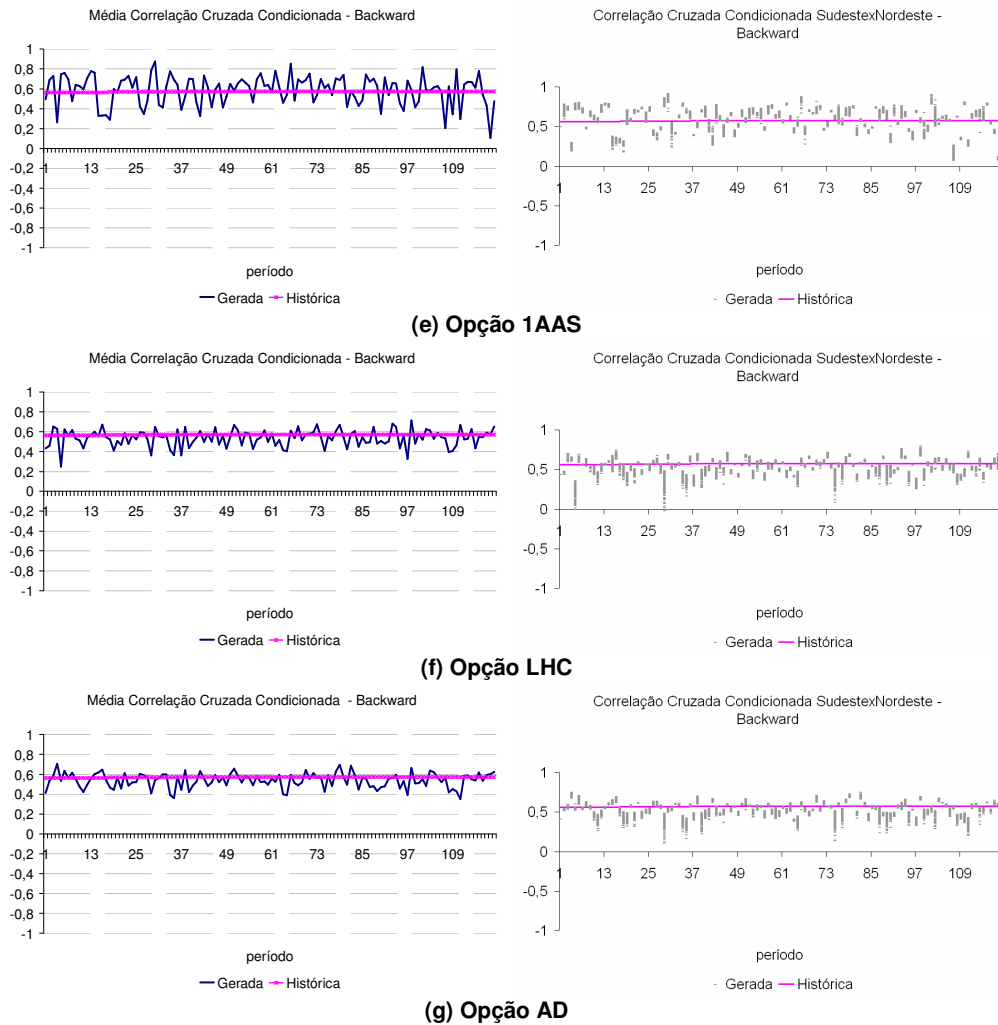 Média Correlação Cruzada Condicionada - Backward
1
0,8
0,6
0,4
0,2
0
-0,2
-0,4
-0,6
-0,8
-1
1 13 25 37 49 61 73 85 97 109
período
Gerada Histórica
Correlação Cruzada Condicionada SudestexNordeste -
Backward
1
0,5
0
-0,5
-1
1 13 25 37 49 61 73 85 97 109
período
Gerada Histórica
(e) Opção 1AAS
Média Correlação Cruzada Condicionada - Backward
1
0,8
0,6
0,4
0,2
0
-0,2
-0,4
-0,6
-0,8
-1
1 13 25 37 49 61 73 85 97 109
período
Gerada Histórica
Correlação Cruzada Condicionada SudestexNordeste -
Backward
1
0,5
0
-0,5
-1
1 13 25 37 49 61 73 85 97 109
período
Gerada Histórica
(f) Opção LHC
Média Correlação Cruzada Condicionada - Backward
1
0,8
0,6
0,4
0,2
0
-0,2
-0,4
-0,6
-0,8
-1
1 13 25 37 49 61 73 85 97 109
período
Gerada Histórica
Correlação Cruzada Condicionada SudestexNordeste -
Backward
1
0,5
0
-0,5
-1
1 13 25 37 49 61 73 85 97 109
período
Gerada Histórica
(g) Opção AD